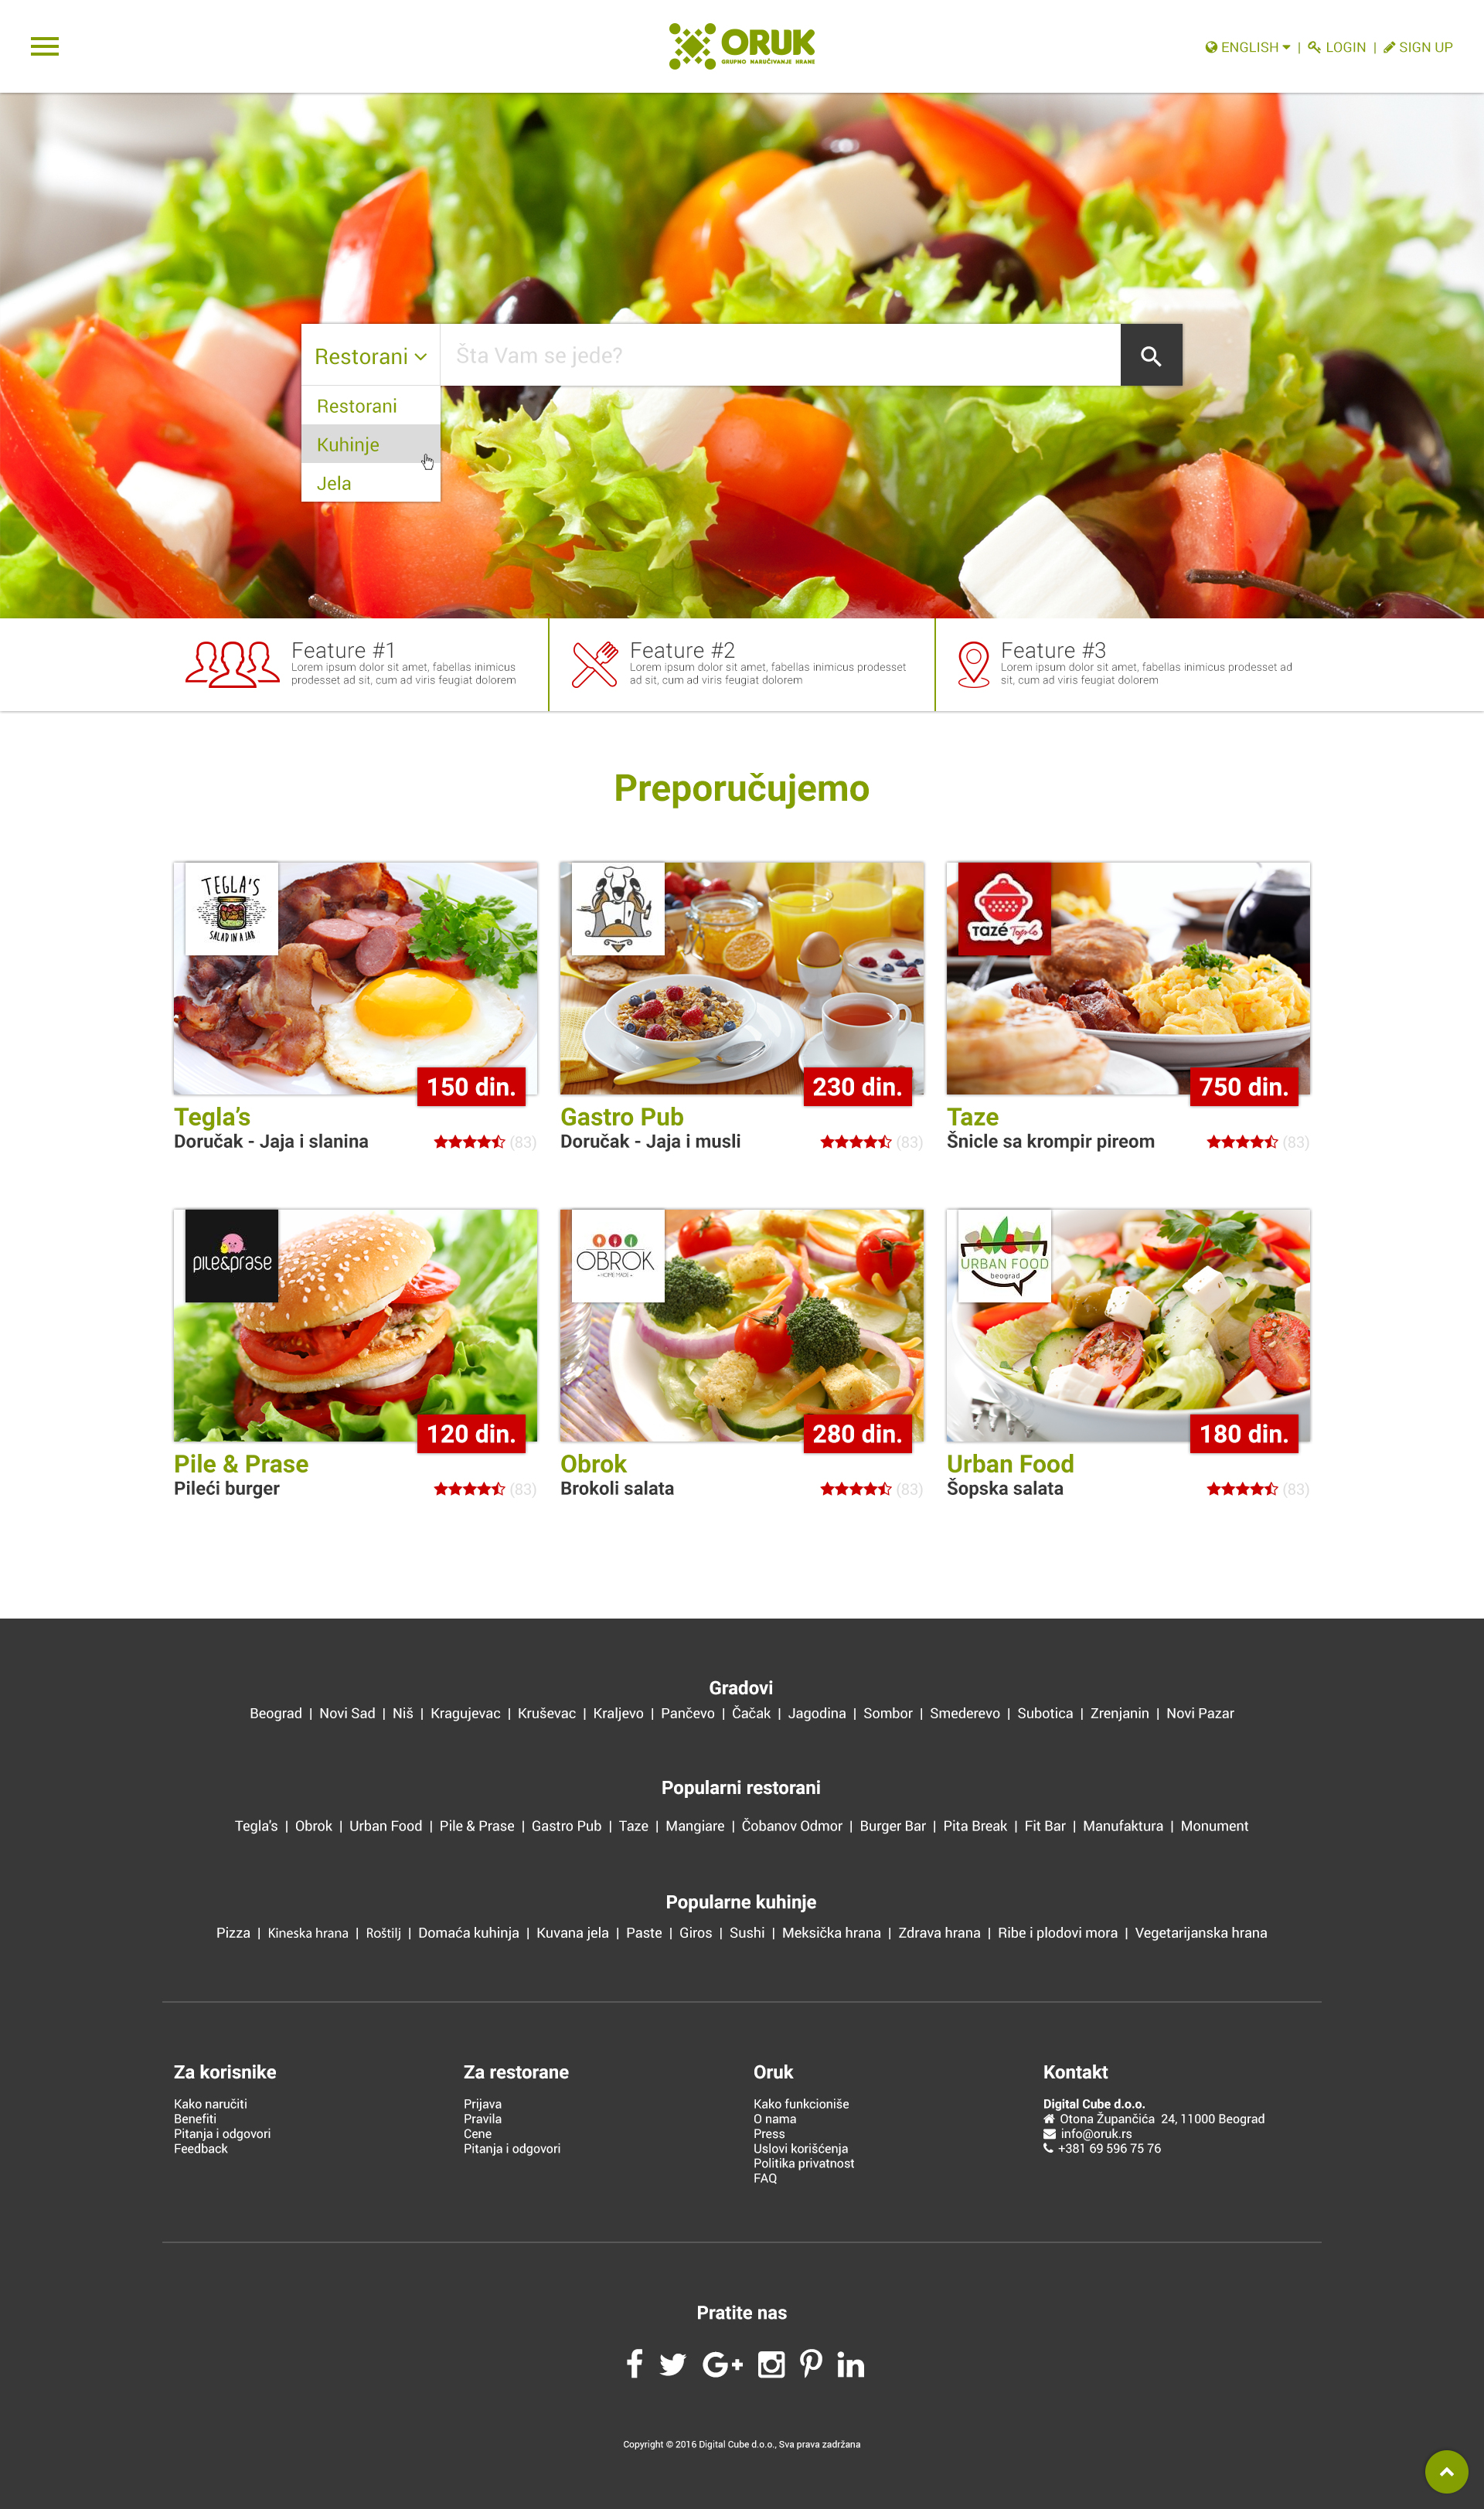 ORUK
GRUPNO NARUČIVANJE HRANE
ENGLISH | LOGIN | SIGN UP
Restorani
Šta Vam se jede?
Restorani
Kuhinje
Jela
Feature #1
Lorem ipsum dolor sit amet, fabellas inimicus
prodesset ad sit, cum ad viris feugiat dolorem
Feature #2
Lorem ipsum dolor sit amet, fabellas inimicus prodesset
ad sit, cum ad viris feugiat dolorem
Feature #3
Lorem ipsum dolor sit amet, fabellas inimicus prodesset ad
sit, cum ad viris feugiat dolorem
Preporučujemo
TEGLA'S
SALAD IN A JAR
150 din.
Tegla’s
Doručak - Jaja i slanina
(83)
230 din.
Gastro Pub
Doručak - Jaja i musli
(83)
TAZÉ Toplo
750 din.
Taze
Šnicle sa krompir pireom
(83)
pile&prase
120 din.
Pile & Prase
Pileći burger
(83)
OBROK
HOME MADE
280 din.
Obrok
Brokoli salata
(83)
URBAN FOOD
beograd
180 din.
Urban Food
Šopska salata
(83)
Gradovi
Beograd | Novi Sad | Niš | Kragujevac | Kruševac | Kraljevo | Pančevo | Čačak | Jagodina | Sombor | Smederevo | Subotica | Zrenjanin | Novi Pazar
Popularni restorani
Tegla's | Obrok | Urban Food | Pile & Prase | Gastro Pub | Taze | Mangiare | Čobanov Odmor | Burger Bar | Pita Break | Fit Bar | Manufaktura | Monument
Popularne kuhinje
Pizza | Kineska hrana | Roštilj | Domaća kuhinja | Kuvana jela | Paste | Giros | Sushi | Meksička hrana | Zdrava hrana | Ribe i plodovi mora | Vegetarijanska hrana
Za korisnike
Kako naručiti
Benefiti
Pitanja i odgovori
Feedback
Za restorane
Prijava
Pravila
Cene
Pitanja i odgovori
Oruk
Kako funkcioniše
O nama
Press
Uslovi korišćenja
Politika privatnost
FAQ
Kontakt
Digital Cube d.o.o.
Otona Župančića 24, 11000 Beograd
info@oruk.rs
+381 69 596 75 76
Pratite nas
Copyright © 2016 Digital Cube d.o.o., Sva prava zadržana